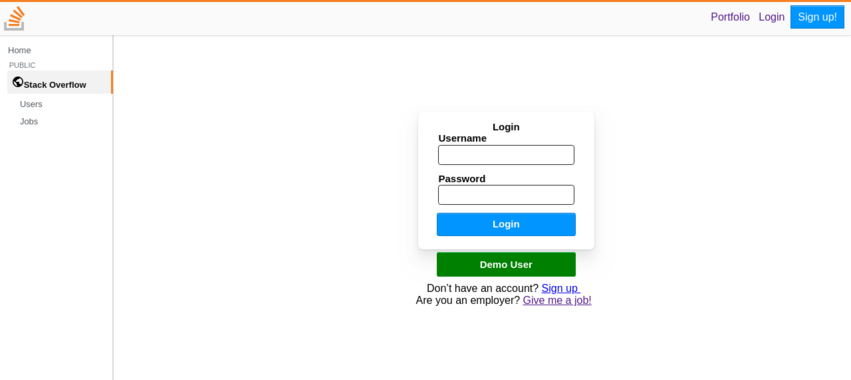 Portfolio Login Sign up!
Home
PUBLIC
Stack Overflow
Users
Jobs
Login
Username
Password
Login
Demo User
Don’t have an account? Sign up
Are you an employer? Give me a job!